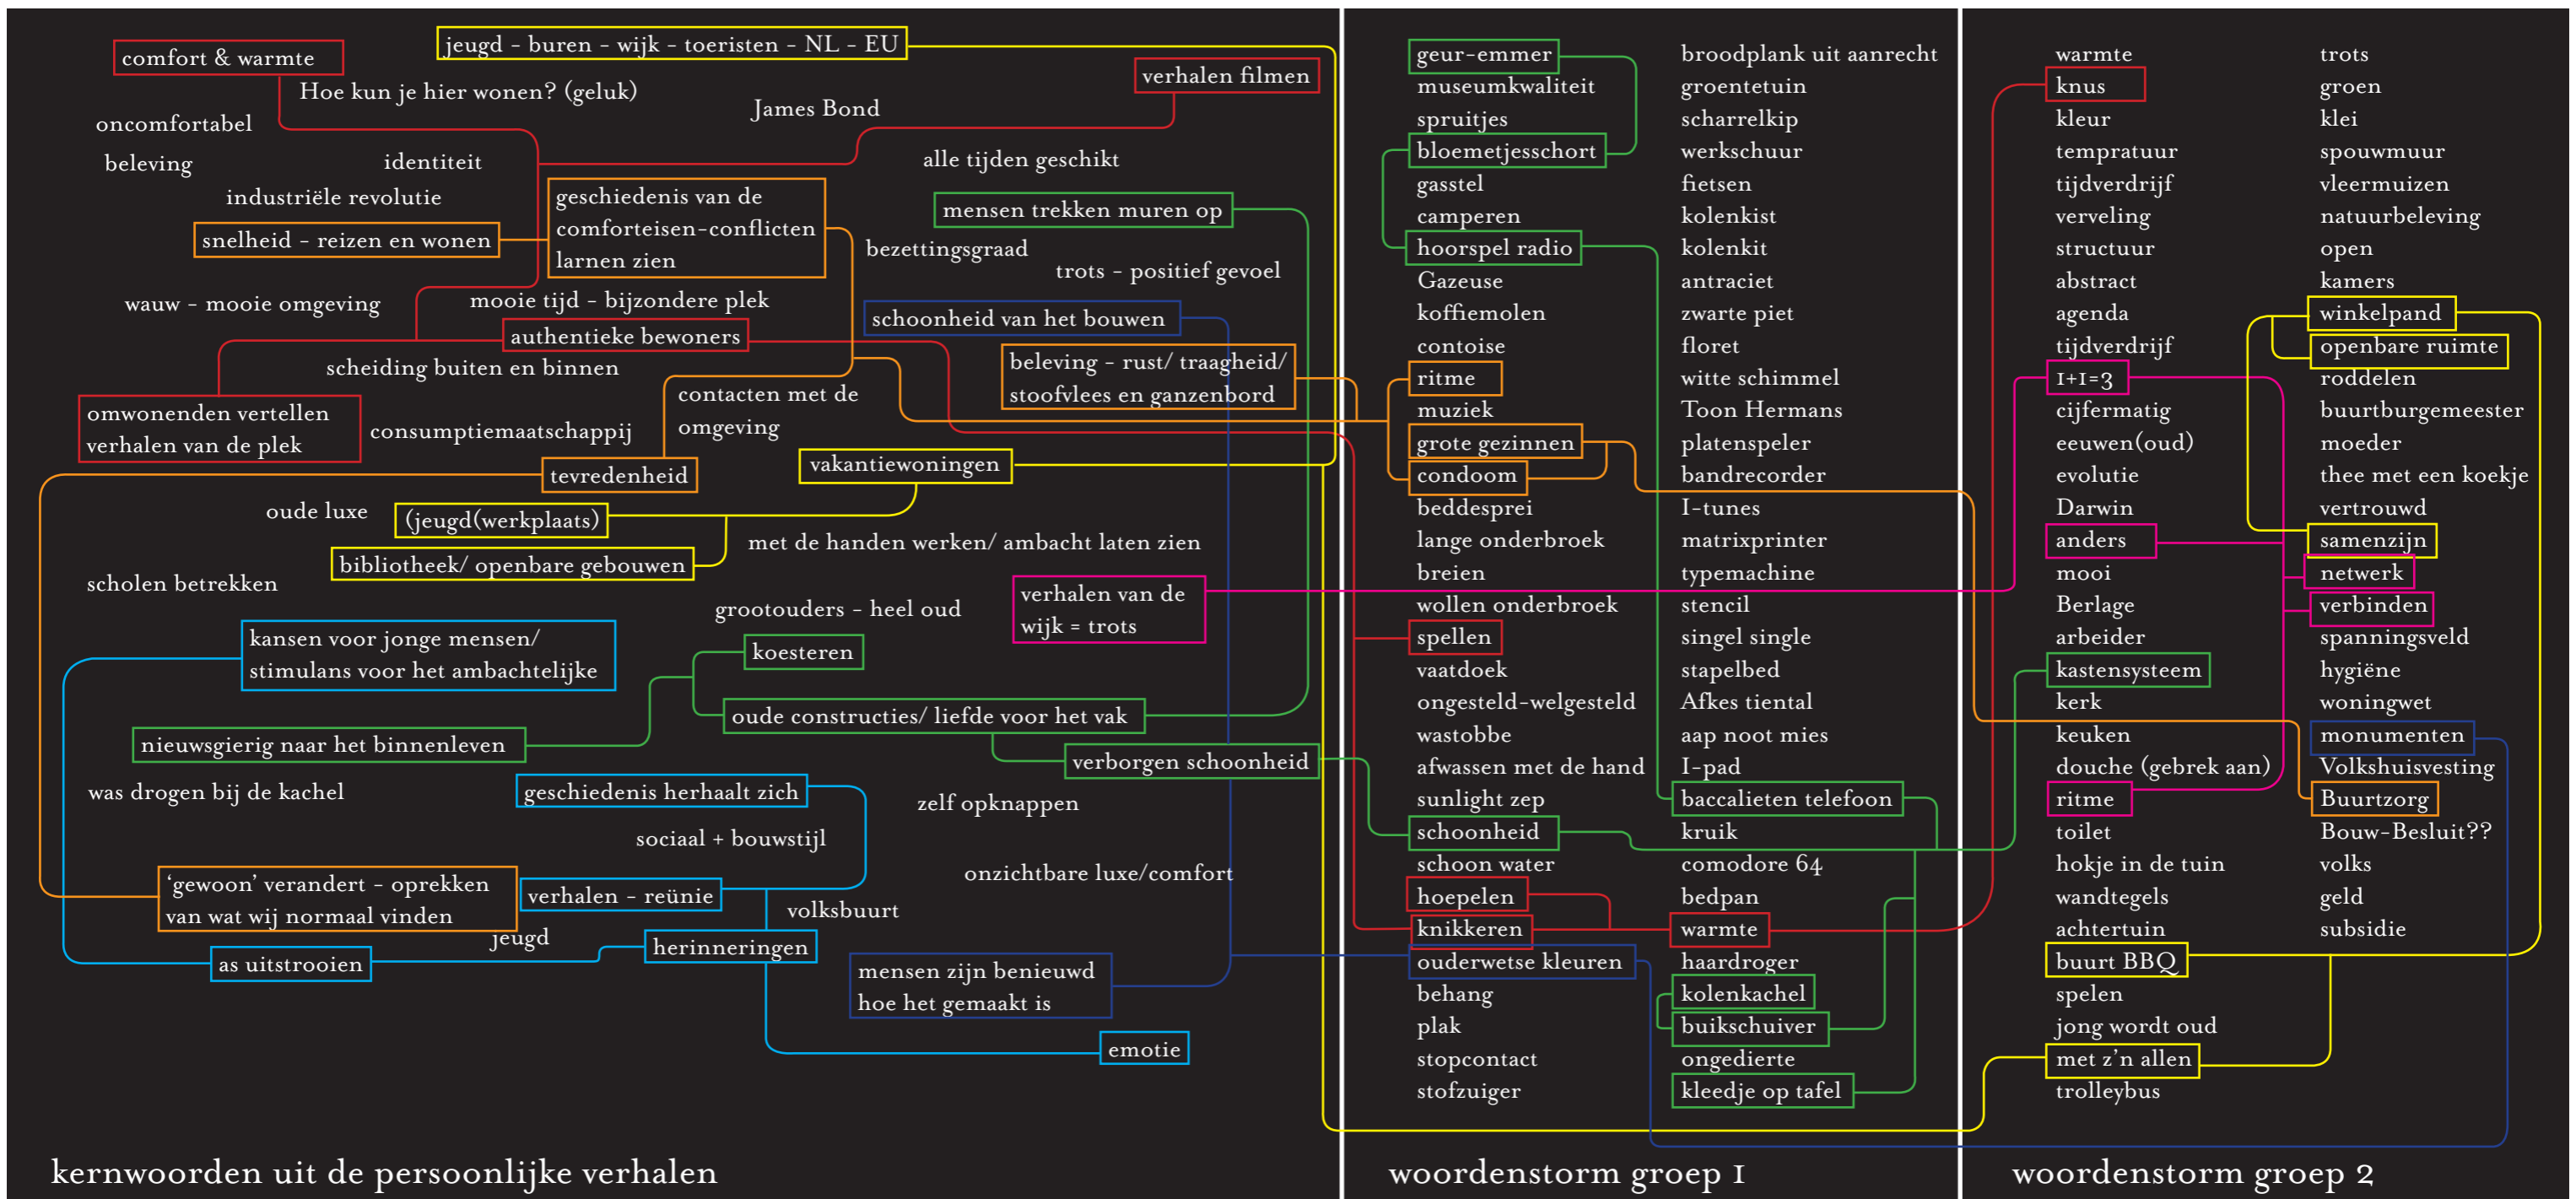 jeugd - buren - wijk - toeristen - NL - EU
comfort & warmte
verhalen filmen
Hoe kun je hier wonen? (geluk)
James Bond
oncomfortabel
beleving
identiteit
alle tijden geschikt
industriële revolutie
geschiedenis van de
comforteisen-conflicten
larnen zien
mensen trekken muren op
snelheid - reizen en wonen
bezettingsgraad
trots - positief gevoel
wauw - mooie omgeving
mooie tijd - bijzondere plek
schoonheid van het bouwen
authentieke bewoners
scheiding buiten en binnen
beleving - rust/ traagheid/
stoofvlees en ganzenbord
contacten met de
omgeving
omwonenden vertellen
verhalen van de plek
consumptiemaatschappij
tevredenheid
vakantiewoningen
oude luxe
(jeugd(werkplaats)
met de handen werken/ ambacht laten zien
bibliotheek/ openbare gebouwen
scholen betrekken
verhalen van de
wijk = trots
grootouders - heel oud
kansen voor jonge mensen/
stimulans voor het ambachtelijke
koesteren
oude constructies/ liefde voor het vak
nieuwsgierig naar het binnenleven
verborgen schoonheid
was drogen bij de kachel
geschiedenis herhaalt zich
zelf opknappen
sociaal + bouwstijl
onzichtbare luxe/comfort
'gewoon' verandert - oprekken
van wat wij normaal vinden
verhalen - reünie
volksbuurt
jeugd
herinneringen
as uitstrooien
mensen zijn benieuwd
hoe het gemaakt is
emotie
kernwoorden uit de persoonlijke verhalen
geur-emmer
museumkwaliteit
spruitjes
bloemetjesschort
gasstel
camperen
hoorspel radio
Gazeuse
koffiemolen
contoise
ritme
muziek
grote gezinnen
condoom
beddesprei
lange onderbroek
breien
wollen onderbroek
spellen
vaatdoek
ongesteld-welgesteld
wastobbe
afwassen met de hand
sunlight zep
schoonheid
schoon water
hoepelen
knikkeren
ouderwetse kleuren
behang
plak
stopcontact
stofzuiger
broodplank uit aanrecht
groentetuin
scharrelkip
werkschuur
fietsen
kolenkist
kolenkit
antraciet
zwarte piet
floret
witte schimmel
Toon Hermans
platenspeler
bandrecorder
I-tunes
matrixprinter
typemachine
stencil
singel single
stapelbed
Afkes tiental
aap noot mies
I-pad
baccalieten telefoon
kruik
comodore 64
bedpan
warmte
haardroger
kolenkachel
buikschuiver
ongedierte
kleedje op tafel
woordenstorm groep 1
warmte
knus
kleur
tempratuur
tijdverdrijf
verveling
structuur
abstract
agenda
tijdverdrijf
1+1=3
cijfermatig
eeuwen(oud)
evolutie
Darwin
anders
mooi
Berlage
arbeider
kastensysteem
kerk
keuken
douche (gebrek aan)
ritme
toilet
hokje in de tuin
wandtegels
achtertuin
buurt BBQ
spelen
jong wordt oud
met z'n allen
trolleybus
trots
groen
klei
spouwmuur
vleermuizen
natuurbeleving
open
kamers
winkelpand
openbare ruimte
roddelen
buurtburgemeester
moeder
thee met een koekje
vertrouwd
samenzijn
netwerk
verbinden
spanningsveld
hygiëne
woningwet
monumenten
Volkshuisvesting
Buurtzorg
Bouw-Besluit??
volks
geld
subsidie
woordenstorm groep 2